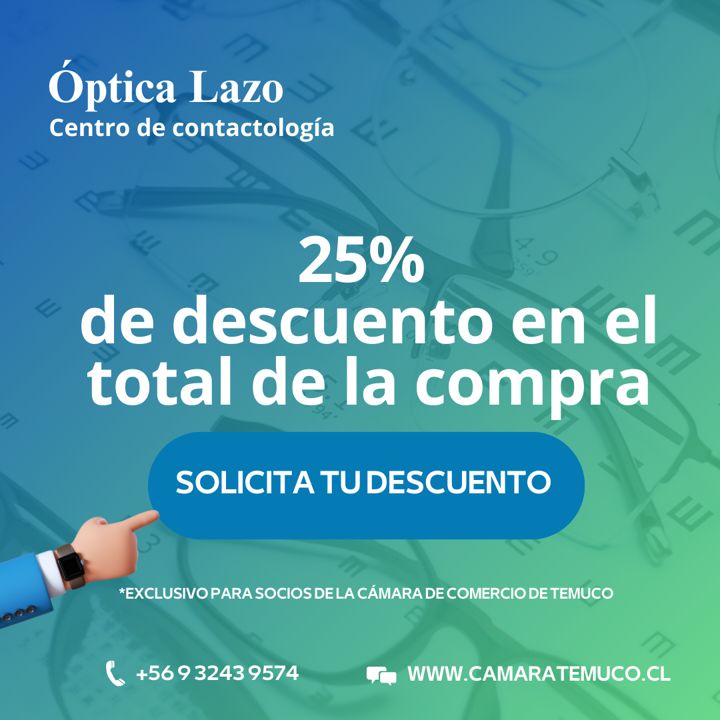 Óptica Lazo
Centro de contactología
25%
de descuento en el
total de la compra
SOLICITA TU DESCUENTO
*EXCLUSIVO PARA SOCIOS DE LA CÁMARA DE COMERCIO DE TEMUCO
+56 9 3243 9574
WWW.CAMARATEMUCO.CL